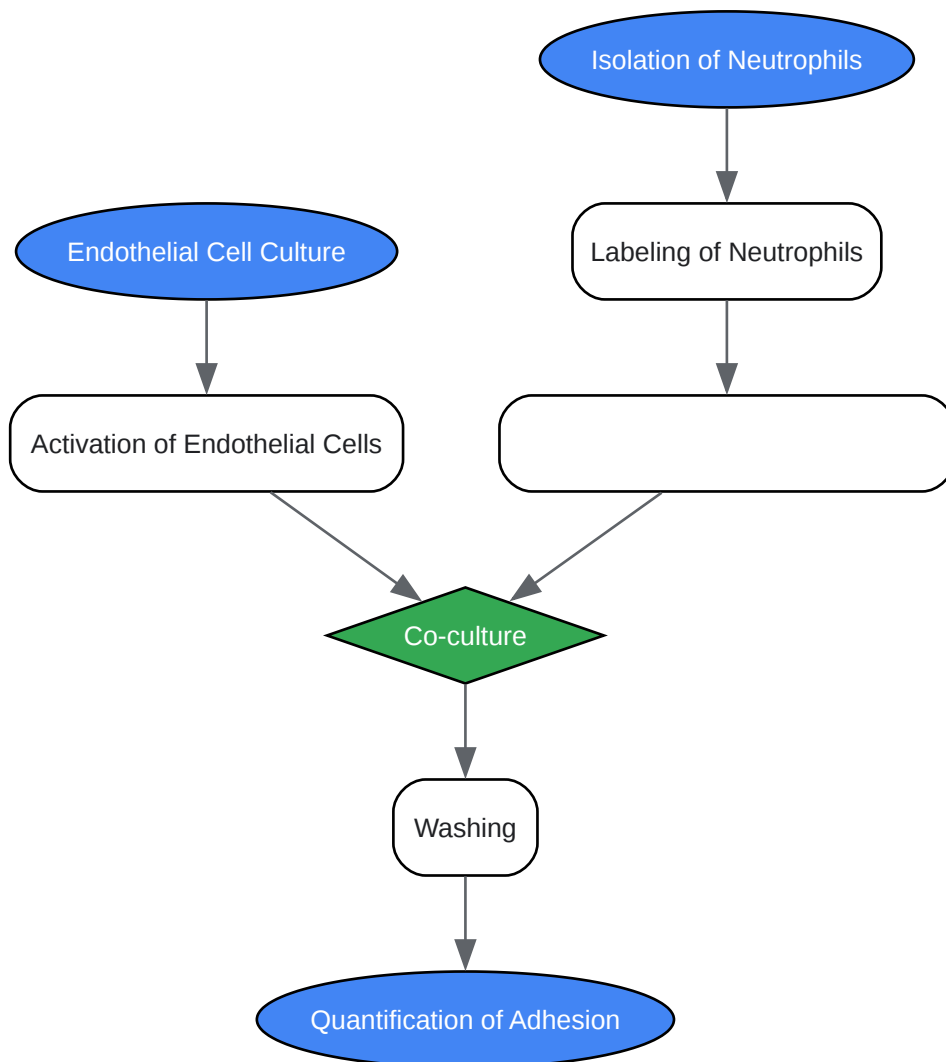 Isolation of Neutrophils
Endothelial Cell Culture
Labeling of Neutrophils
Activation of Endothelial Cells
Co-culture
Washing
Quantification of Adhesion